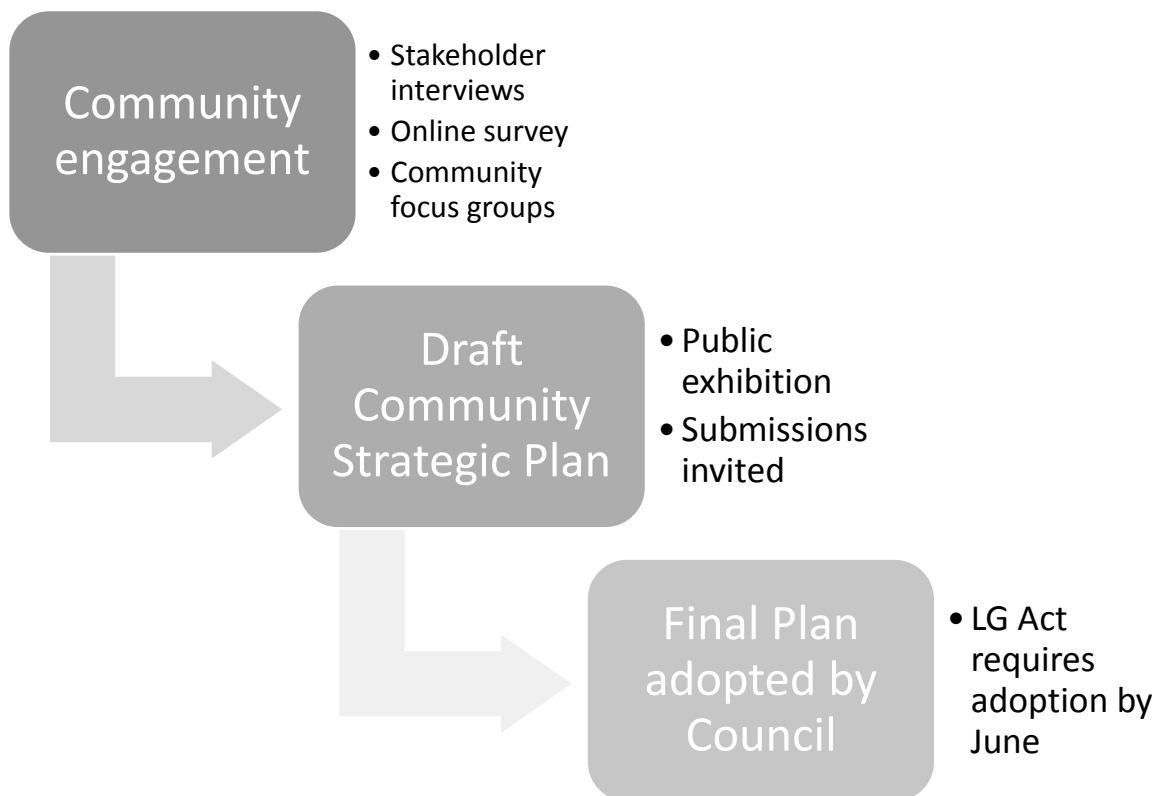 Community
engagement
• Stakeholder
interviews
• Online survey
• Community
focus groups
Draft
Community
Strategic Plan
• Public
exhibition
• Submissions
invited
Final Plan
adopted by
Council
• LG Act
requires
adoption by
June